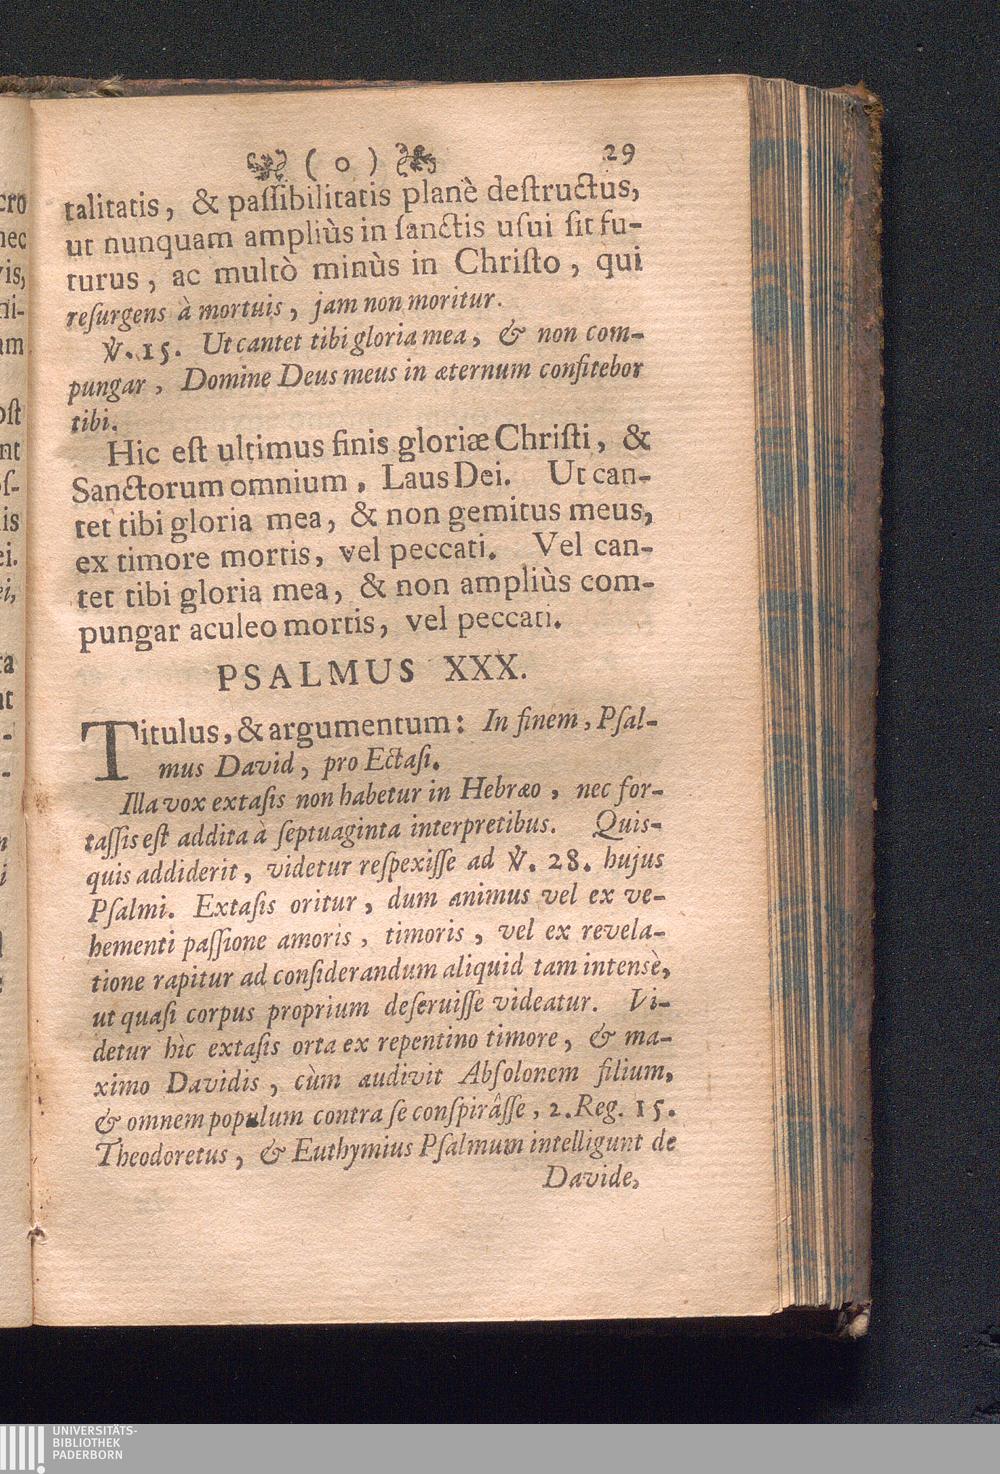 ( o ) 29
talitatis, & paſſibilitatis planè deſtructus,
ut nunquam ampliùs in ſanctis uſui ſit fu-
turus, ac multò minùs in Chriſto, qui
reſurgens à mortuis, jam non moritur.
℣. 15. Ut cantet tibi gloria mea, & non com-
pungar, Domine Deus meus in æternum confitebor
tibi.
Hic eſt ultimus finis gloriæ Chriſti, &
Sanctorum omnium, Laus Dei. Ut can-
tet tibi gloria mea, & non gemitus meus,
ex timore mortis, vel peccati. Vel can-
tet tibi gloria mea, & non ampliùs com-
pungar aculeo mortis, vel peccati.
PSALMUS XXX.
Titulus, & argumentum: In finem, Pſal-
mus David, pro Ectaſi.
Illa vox extaſis non habetur in Hebræo, nec for-
taſſis eſt addita à ſeptuaginta interpretibus. Quis-
quis addiderit, videtur reſpexiſſe ad ℣. 28. hujus
Pſalmi. Extaſis oritur, dum animus vel ex ve-
hementi paſſione amoris, timoris, vel ex revela-
tione rapitur ad conſiderandum aliquid tam intensè,
ut quaſi corpus proprium deſeruiſſe videatur. Vi-
detur hic extaſis orta ex repentino timore, & ma-
ximo Davidis, cùm audivit Abſolonem filium,
& omnem populum contra ſe conſpirâſſe, 2. Reg. 15.
Theodoretus, & Euthymius Pſalmum intelligunt de
Davide,
UNIVERSITÄTS-
BIBLIOTHEK
PADERBORN